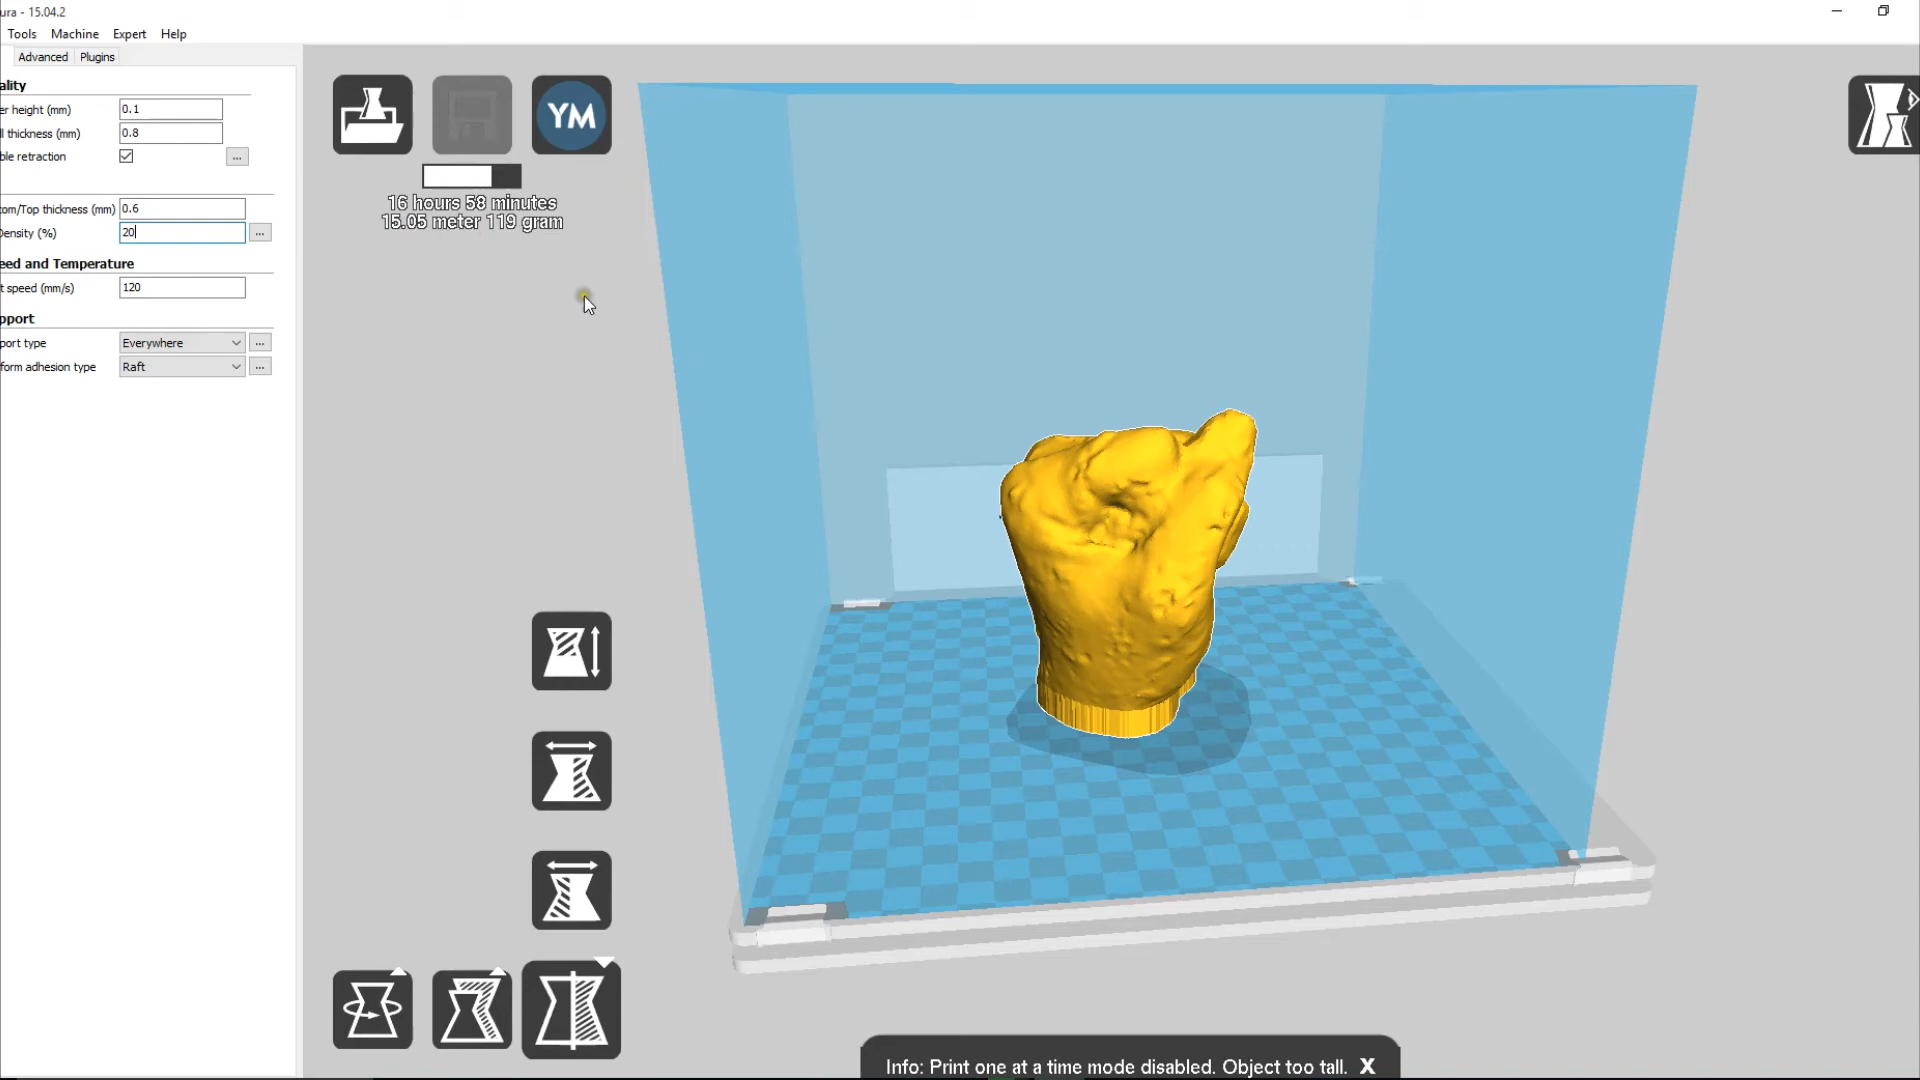 ura - 15.04.2
Tools Machine Expert Help
Advanced Plugins
ality
er height (mm) 0.1
l thickness (mm) 0.8
ble retraction ...
om/Top thickness (mm) 0.6
Density (%) 20 ...
eed and Temperature
t speed (mm/s) 120
pport
port type Everywhere ...
form adhesion type Raft ...
YM
16 hours 58 minutes
15.05 meter 119 gram
Info: Print one at a time mode disabled. Object too tall. X